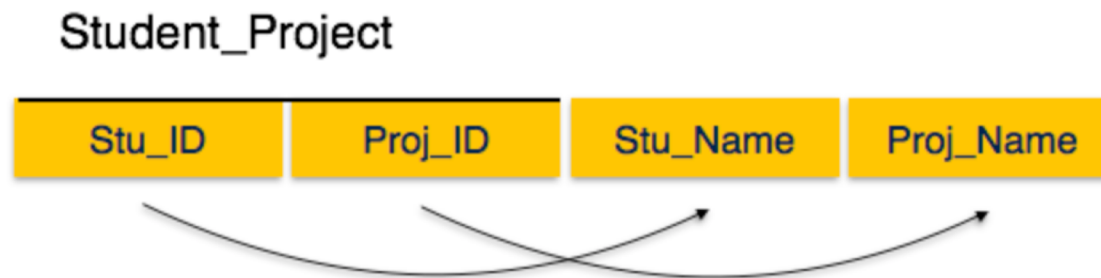 Student_Project
Stu_ID Proj_ID Stu_Name Proj_Name